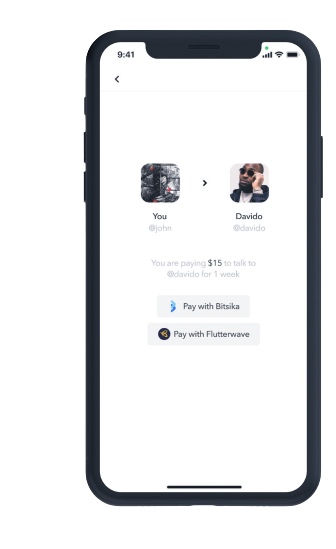 9:41
You
Davido
@john
@davido
You are paying $15 to talk to
@davido for 1 week
Pay with Bitsika
Pay with Flutterwave